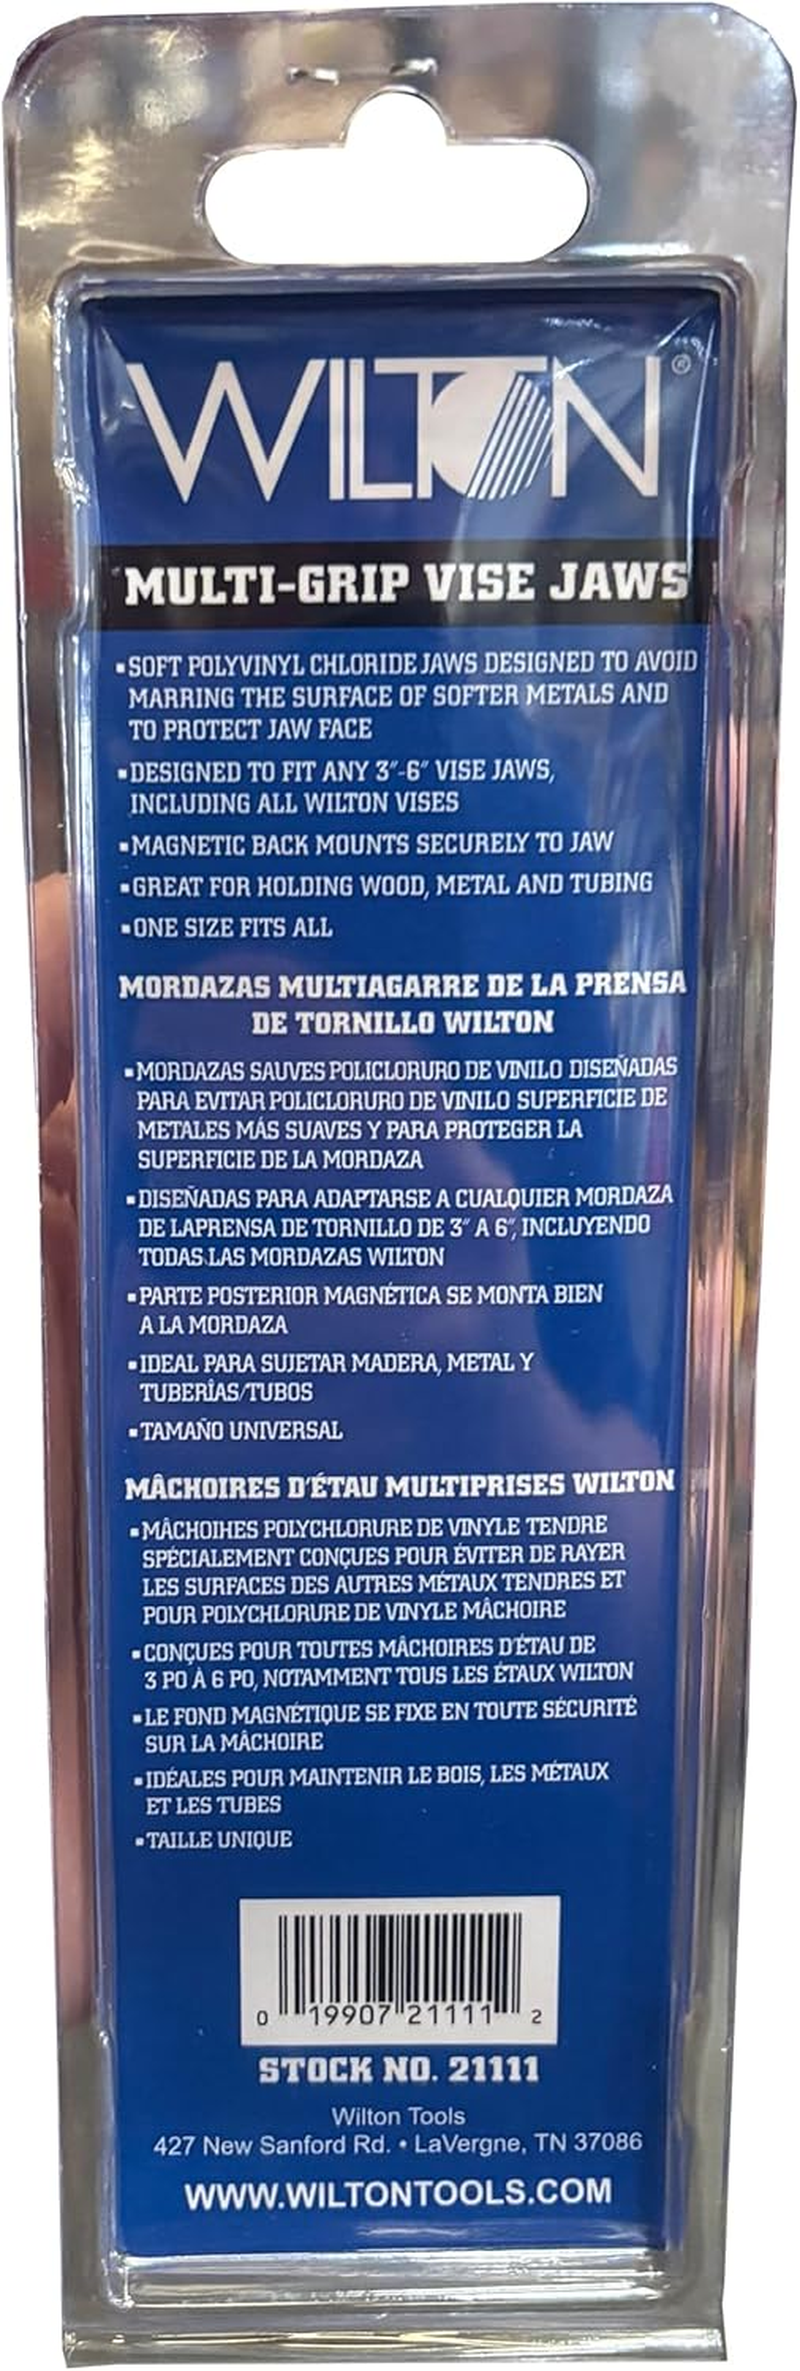 WILTON®
MULTI-GRIP VISE JAWS
▪SOFT POLYVINYL CHLORIDE JAWS DESIGNED TO AVOID
MARRING THE SURFACE OF SOFTER METALS AND
TO PROTECT JAW FACE
▪DESIGNED TO FIT ANY 3″-6″ VISE JAWS,
INCLUDING ALL WILTON VISES
▪MAGNETIC BACK MOUNTS SECURELY TO JAW
▪GREAT FOR HOLDING WOOD, METAL AND TUBING
▪ONE SIZE FITS ALL
MORDAZAS MULTIAGARRE DE LA PRENSA
DE TORNILLO WILTON
▪MORDAZAS SAUVES POLICLORURO DE VINILO DISEÑADAS
PARA EVITAR POLICLORURO DE VINILO SUPERFICIE DE
METALES MÁS SUAVES Y PARA PROTEGER LA
SUPERFICIE DE LA MORDAZA
▪DISEÑADAS PARA ADAPTARSE A CUALQUIER MORDAZA
DE LAPRENSA DE TORNILLO DE 3″ A 6″, INCLUYENDO
TODAS LAS MORDAZAS WILTON
▪PARTE POSTERIOR MAGNÉTICA SE MONTA BIEN
A LA MORDAZA
▪IDEAL PARA SUJETAR MADERA, METAL Y
TUBERÎAS/TUBOS
▪TAMAÑO UNIVERSAL
MÂCHOIRES D'ÉTAU MULTIPRISES WILTON
▪MÂCHOIHES POLYCHLORURE DE VINYLE TENDRE
SPÉCIALEMENT CONÇUES POUR ÉVITER DE RAYER
LES SURFACES DES AUTRES MÉTAUX TENDRES ET
POUR POLYCHLORURE DE VINYLE MÂCHOIRE
▪CONÇUES POUR TOUTES MÂCHOIRES D'ÉTAU DE
3 PO À 6 PO, NOTAMMENT TOUS LES ÉTAUX WILTON
▪LE FOND MAGNÉTIQUE SE FIXE EN TOUTE SÉCURITÉ
SUR LA MÂCHOIRE
▪IDÉALES POUR MAINTENIR LE BOIS, LES MÉTAUX
ET LES TUBES
▪TAILLE UNIQUE
0 19907 21111 2
STOCK NO. 21111
Wilton Tools
427 New Sanford Rd. • LaVergne, TN 37086
WWW.WILTONTOOLS.COM